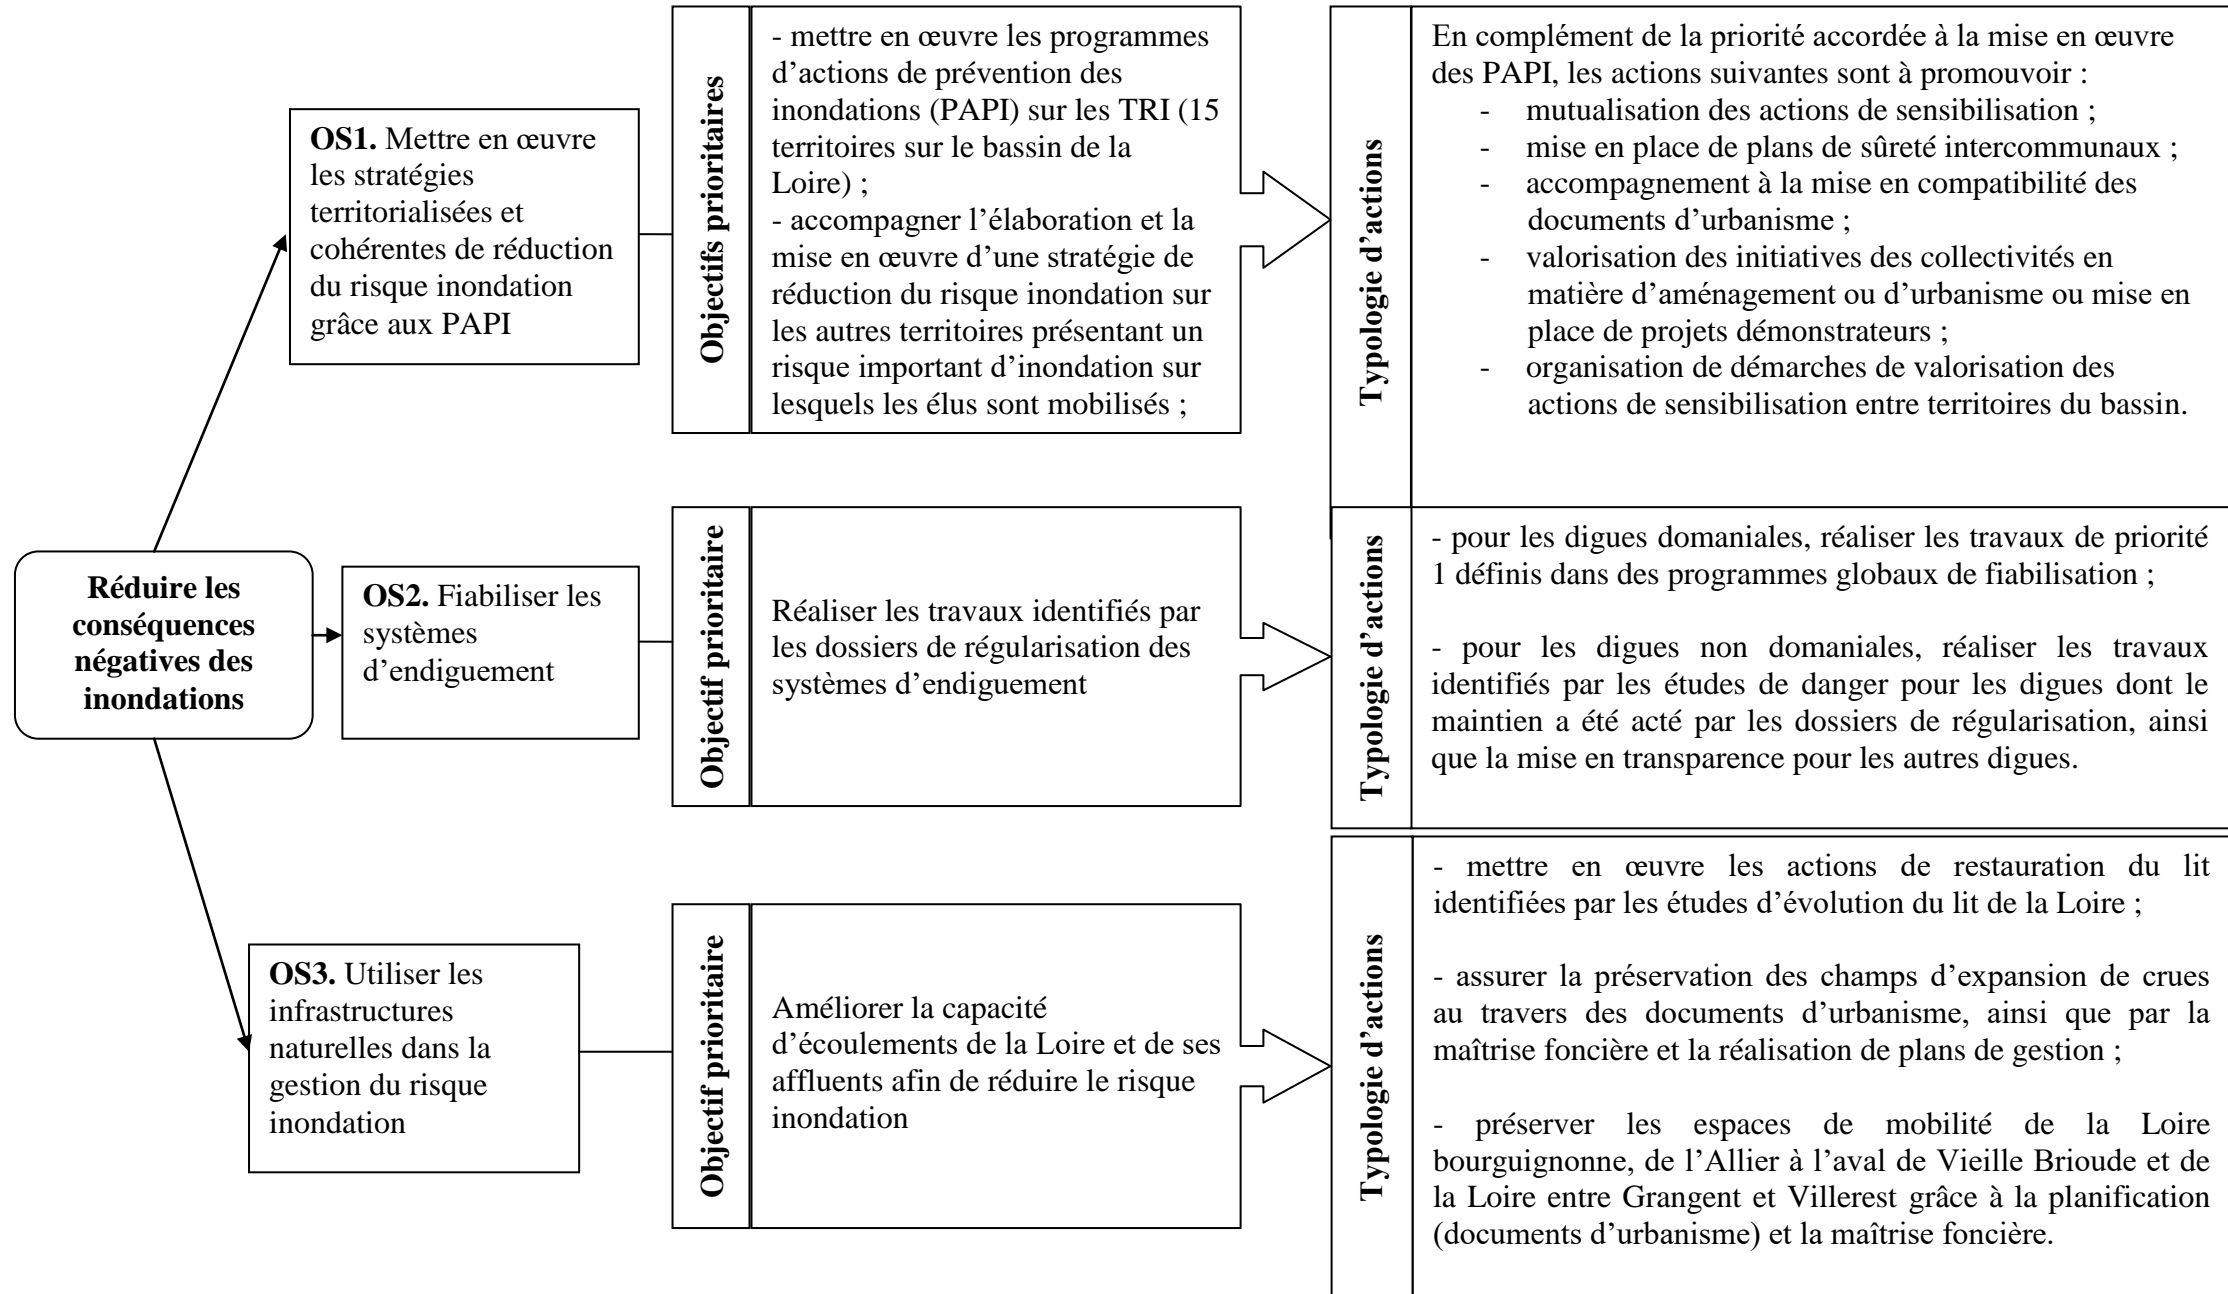 Réduire les
conséquences
négatives des
inondations
OS1. Mettre en œuvre
les stratégies
territorialisées et
cohérentes de réduction
du risque inondation
grâce aux PAPI
Objectifs prioritaires
- mettre en œuvre les programmes
d’actions de prévention des
inondations (PAPI) sur les TRI (15
territoires sur le bassin de la
Loire) ;
- accompagner l’élaboration et la
mise en œuvre d’une stratégie de
réduction du risque inondation sur
les autres territoires présentant un
risque important d’inondation sur
lesquels les élus sont mobilisés ;
Typologie d’actions
En complément de la priorité accordée à la mise en œuvre
des PAPI, les actions suivantes sont à promouvoir :
- mutualisation des actions de sensibilisation ;
- mise en place de plans de sûreté intercommunaux ;
- accompagnement à la mise en compatibilité des
documents d’urbanisme ;
- valorisation des initiatives des collectivités en
matière d’aménagement ou d’urbanisme ou mise en
place de projets démonstrateurs ;
- organisation de démarches de valorisation des
actions de sensibilisation entre territoires du bassin.
OS2. Fiabiliser les
systèmes
d’endiguement
Objectif prioritaire
Réaliser les travaux identifiés par
les dossiers de régularisation des
systèmes d’endiguement
Typologie d’actions
- pour les digues domaniales, réaliser les travaux de priorité
1 définis dans des programmes globaux de fiabilisation ;
- pour les digues non domaniales, réaliser les travaux
identifiés par les études de danger pour les digues dont le
maintien a été acté par les dossiers de régularisation, ainsi
que la mise en transparence pour les autres digues.
OS3. Utiliser les
infrastructures
naturelles dans la
gestion du risque
inondation
Objectif prioritaire
Améliorer la capacité
d’écoulements de la Loire et de ses
affluents afin de réduire le risque
inondation
Typologie d’actions
- mettre en œuvre les actions de restauration du lit
identifiées par les études d’évolution du lit de la Loire ;
- assurer la préservation des champs d’expansion de crues
au travers des documents d’urbanisme, ainsi que par la
maîtrise foncière et la réalisation de plans de gestion ;
- préserver les espaces de mobilité de la Loire
bourguignonne, de l’Allier à l’aval de Vieille Brioude et de
la Loire entre Grangent et Villerest grâce à la planification
(documents d’urbanisme) et la maîtrise foncière.